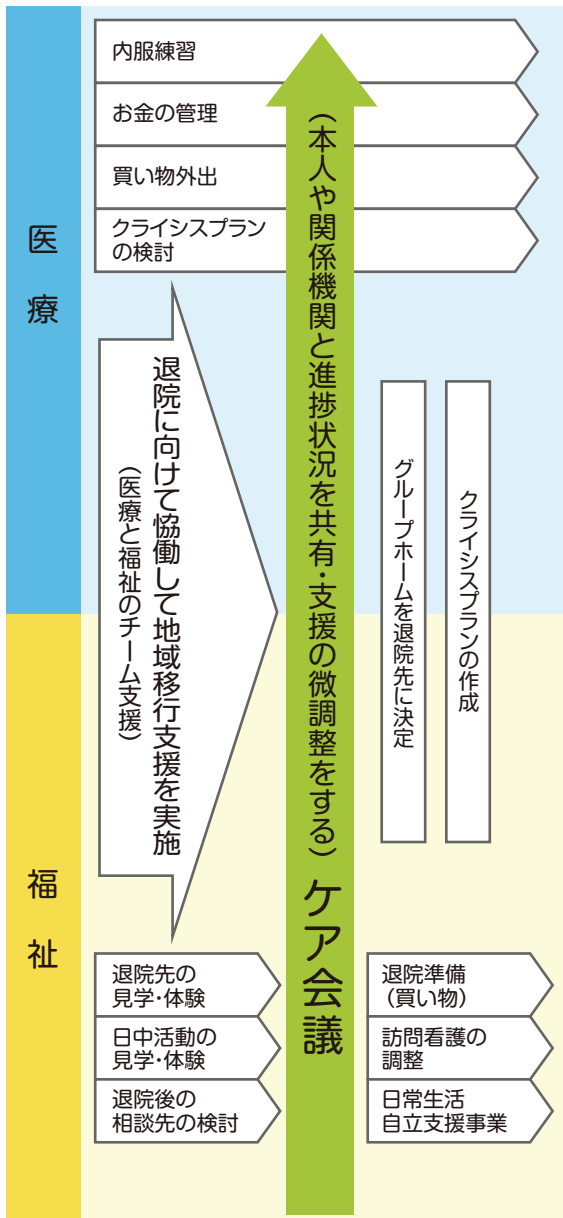 医療
内服練習
お金の管理
買い物外出
クライシスプラン
の検討
退院に向けて協働して地域移行支援を実施
(医療と福祉のチーム支援)
(本人や関係機関と進捗状況を共有・支援の微調整をする)ケア会議
グループホームを退院先に決定
クライシスプランの作成
福祉
退院先の
見学・体験
日中活動の
見学・体験
退院後の
相談先の検討
退院準備
(買い物)
訪問看護の
調整
日常生活
自立支援事業